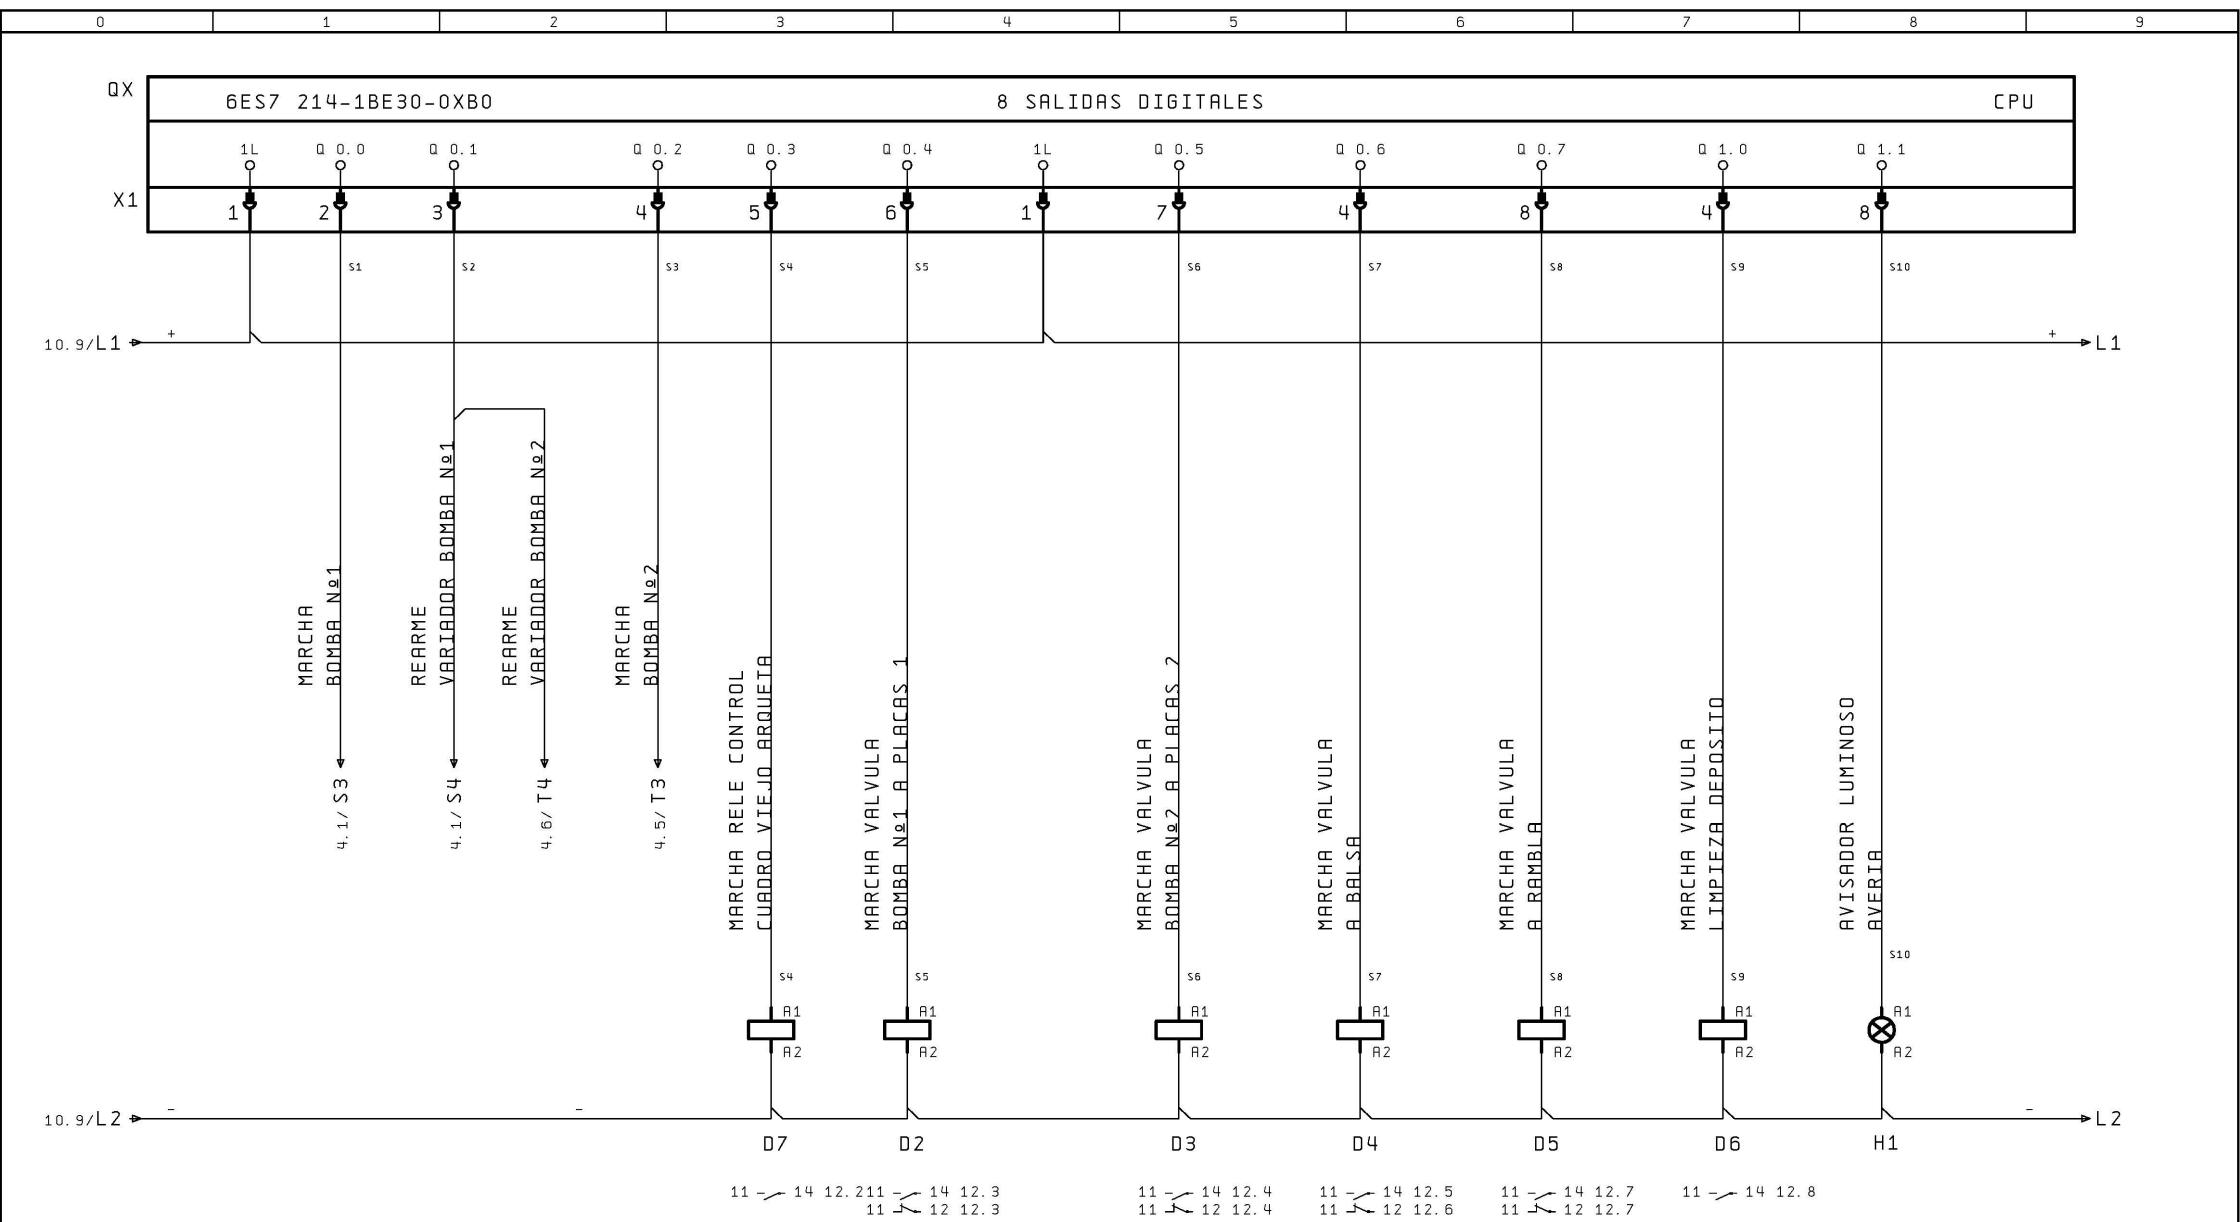 0 1 2 3 4 5 6 7 8 9
QX
6ES7 214-1BE30-0XB0 8 SALIDAS DIGITALES CPU
1L Q 0.0 Q 0.1 Q 0.2 Q 0.3 Q 0.4 1L Q 0.5 Q 0.6 Q 0.7 Q 1.0 Q 1.1
X1
1 2 3 4 5 6 1 7 4 8 4 8
S1 S2 S3 S4 S5 S6 S7 S8 S9 S10
+ +
10.9/L1 L1
MARCHA
BOMBA Nº1
4.1/S3
REARME
VARIADOR BOMBA Nº1
4.1/S4
REARME
VARIADOR BOMBA Nº2
4.6/T4
MARCHA
BOMBA Nº2
4.5/T3
MARCHA RELE CONTROL
CUADRO VIEJO ARQUETA
MARCHA VALVULA
BOMBA Nº1 A PLACAS 1
MARCHA VALVULA
BOMBA Nº2 A PLACAS 2
MARCHA VALVULA
A BALSA
MARCHA VALVULA
A RAMBLA
MARCHA VALVULA
LIMPIEZA DEPOSITO
AVISADOR LUMINOSO
AVERIA
S10
S4 S5 S6 S7 S8 S9
A1 A1 A1 A1 A1 A1 A1
A2 A2 A2 A2 A2 A2 A2
- - -
10.9/L2 L2
D7 D2 D3 D4 D5 D6 H1
11 14 12.2 11 14 12.3 11 14 12.4 11 14 12.5 11 14 12.7 11 14 12.8
11 12 12.3 11 12 12.4 11 12 12.6 11 12 12.7